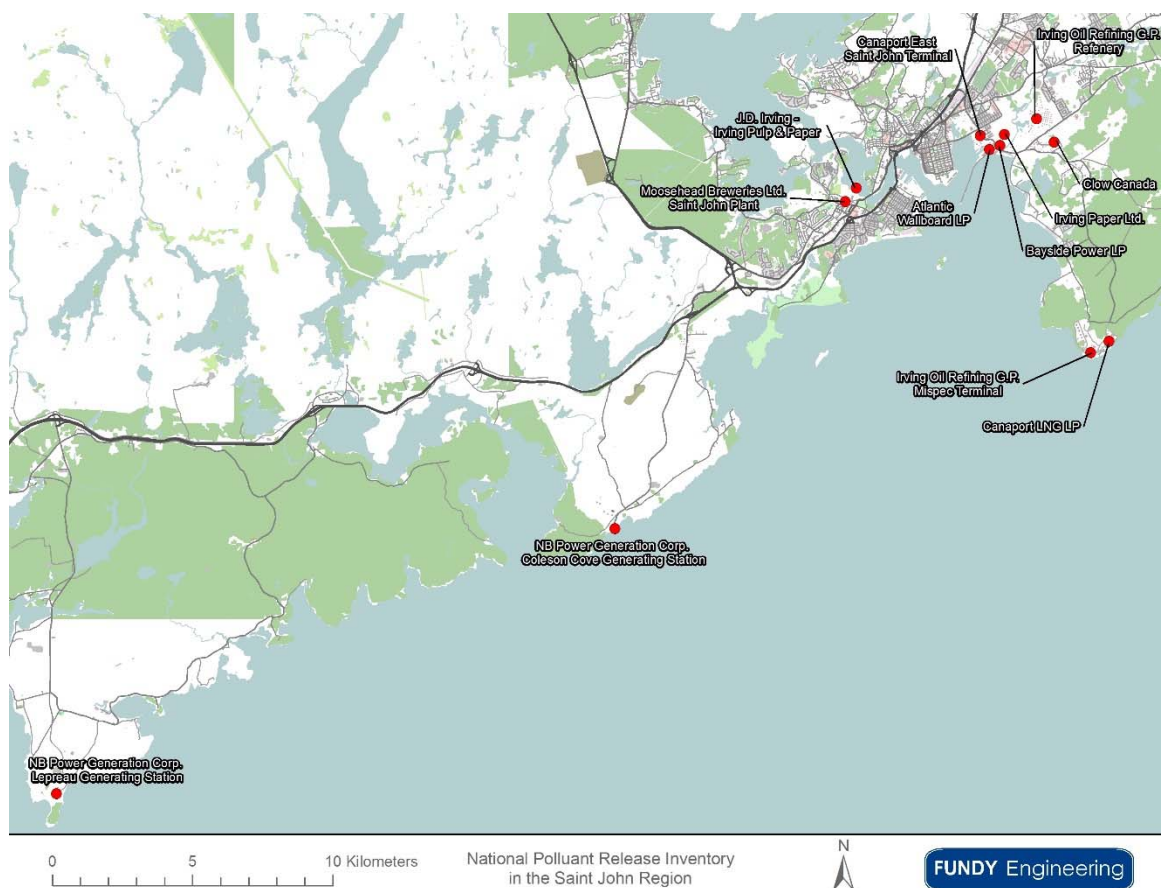 Canaport East
Saint John Terminal
Irving Oil Refining G.P.
Refenery
J.D. Irving -
Irving Pulp & Paper
Moosehead Breweries Ltd.
Saint John Plant
Clow Canada
Atlantic
Wallboard LP
Irving Paper Ltd.
Bayside Power LP
Irving Oil Refining G.P.
Mispec Terminal
Canaport LNG LP
NB Power Generation Corp.
Coleson Cove Generating Station
NB Power Generation Corp.
Lepreau Generating Station
0 5 10 Kilometers
National Polluant Release Inventory
in the Saint John Region
N
FUNDY Engineering